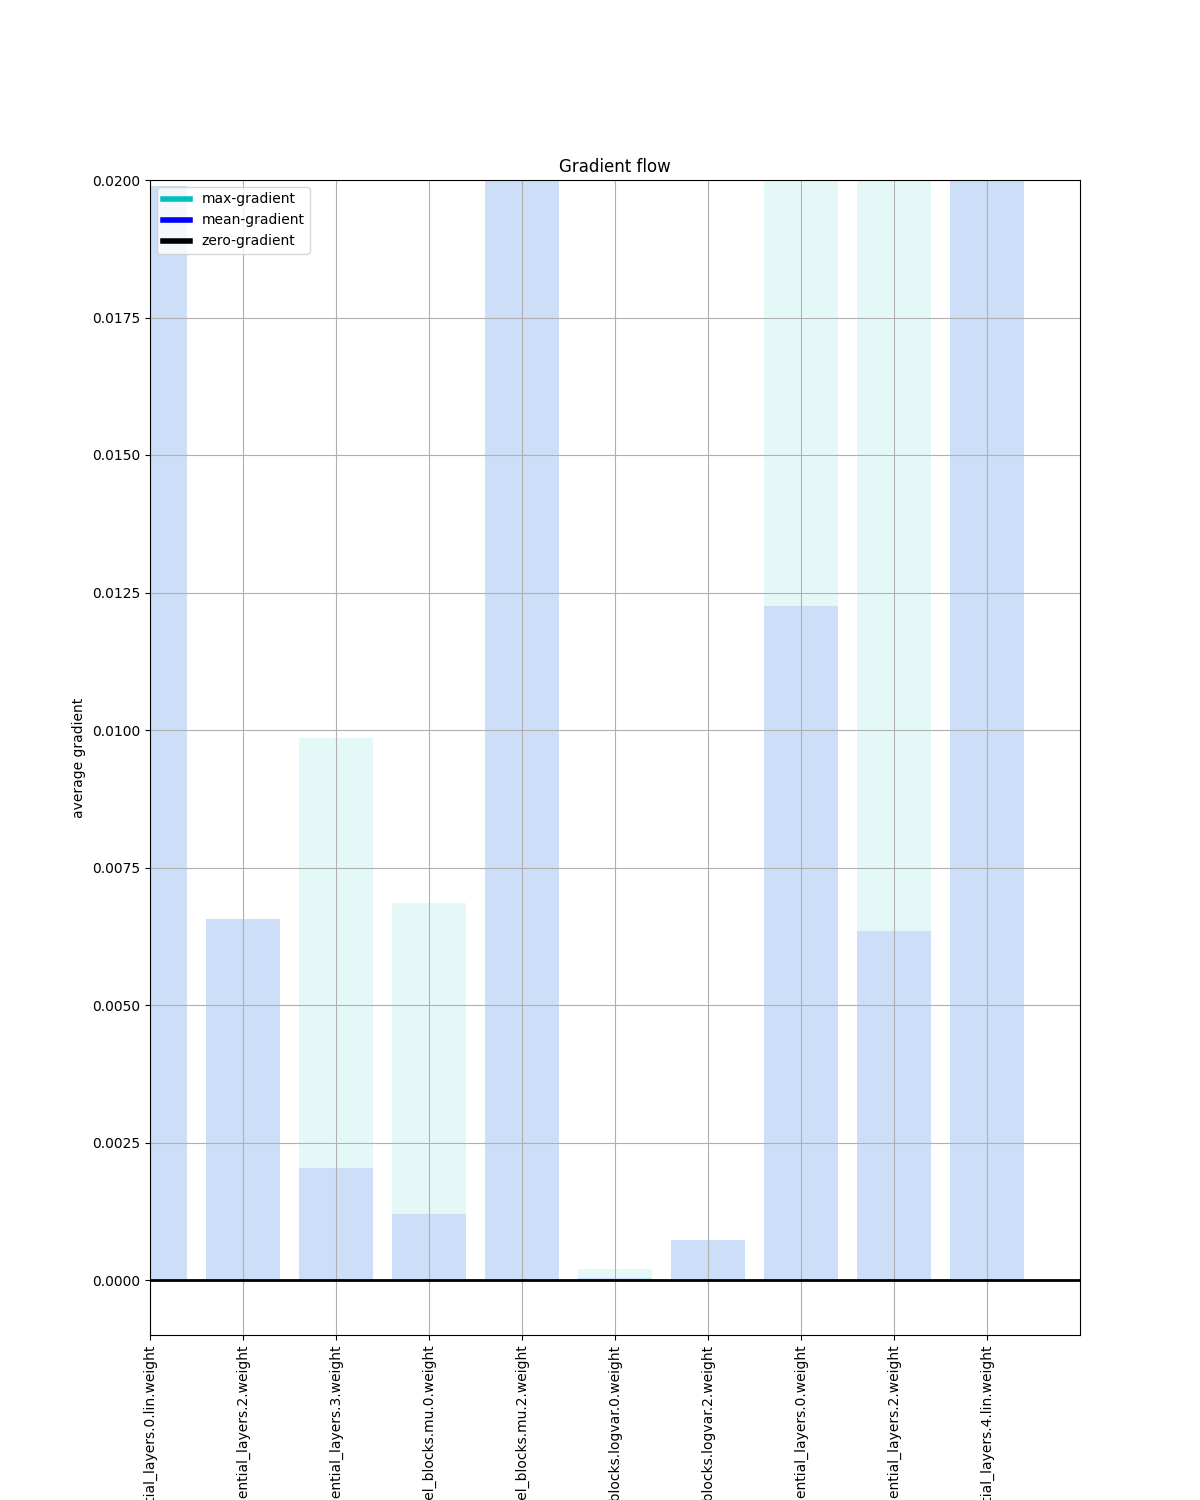 Gradient flow
max-gradient
mean-gradient
zero-gradient
average gradient
0.0200
0.0175
0.0150
0.0125
0.0100
0.0075
0.0050
0.0025
0.0000
tial_layers.0.lin.weight
ential_layers.2.weight
ential_layers.3.weight
el_blocks.mu.0.weight
el_blocks.mu.2.weight
blocks.logvar.0.weight
blocks.logvar.2.weight
ential_layers.0.weight
ential_layers.2.weight
tial_layers.4.lin.weight